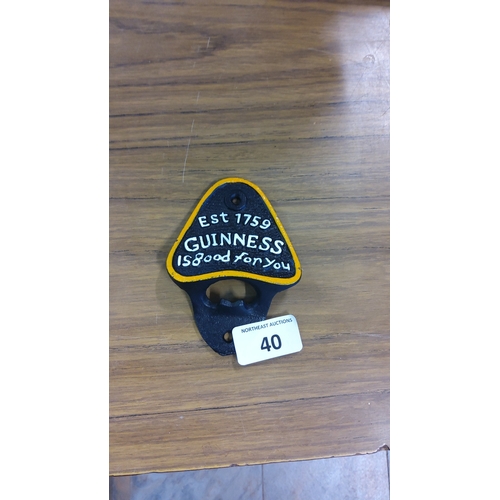 Est 1759
GUINNESS
IS Good for You
NORTHEAST AUCTIONS
40